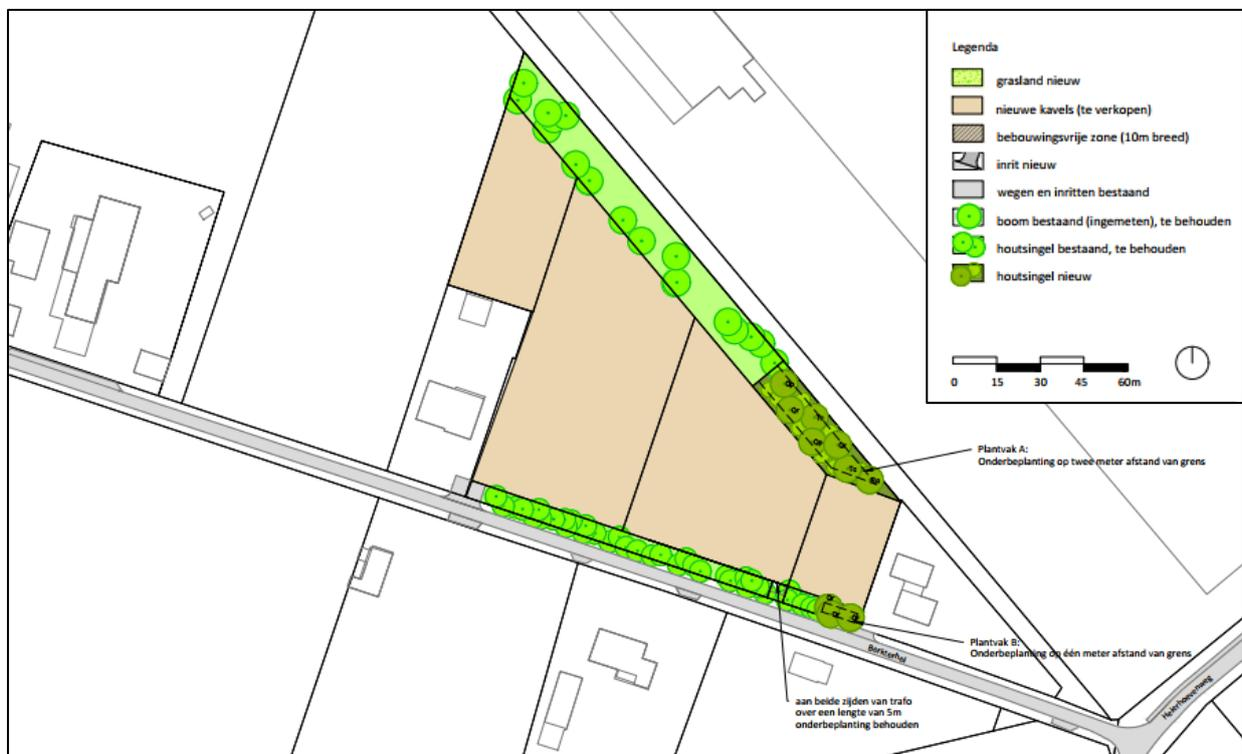 Legenda
grasland nieuw
nieuwe kavels (te verkopen)
bebouwingsvrije zone (10m breed)
inrit nieuw
wegen en inritten bestaand
boom bestaand (ingemeten), te behouden
houtsingel bestaand, te behouden
houtsingel nieuw
0 15 30 45 60m
Plantvak A:
Onderbeplanting op twee meter afstand van grens
Plantvak B:
Onderbeplanting op één meter afstand van grens
Berkterhei
Heierhoevenweg
aan beide zijden van trafo
over een lengte van 5m
onderbeplanting behouden